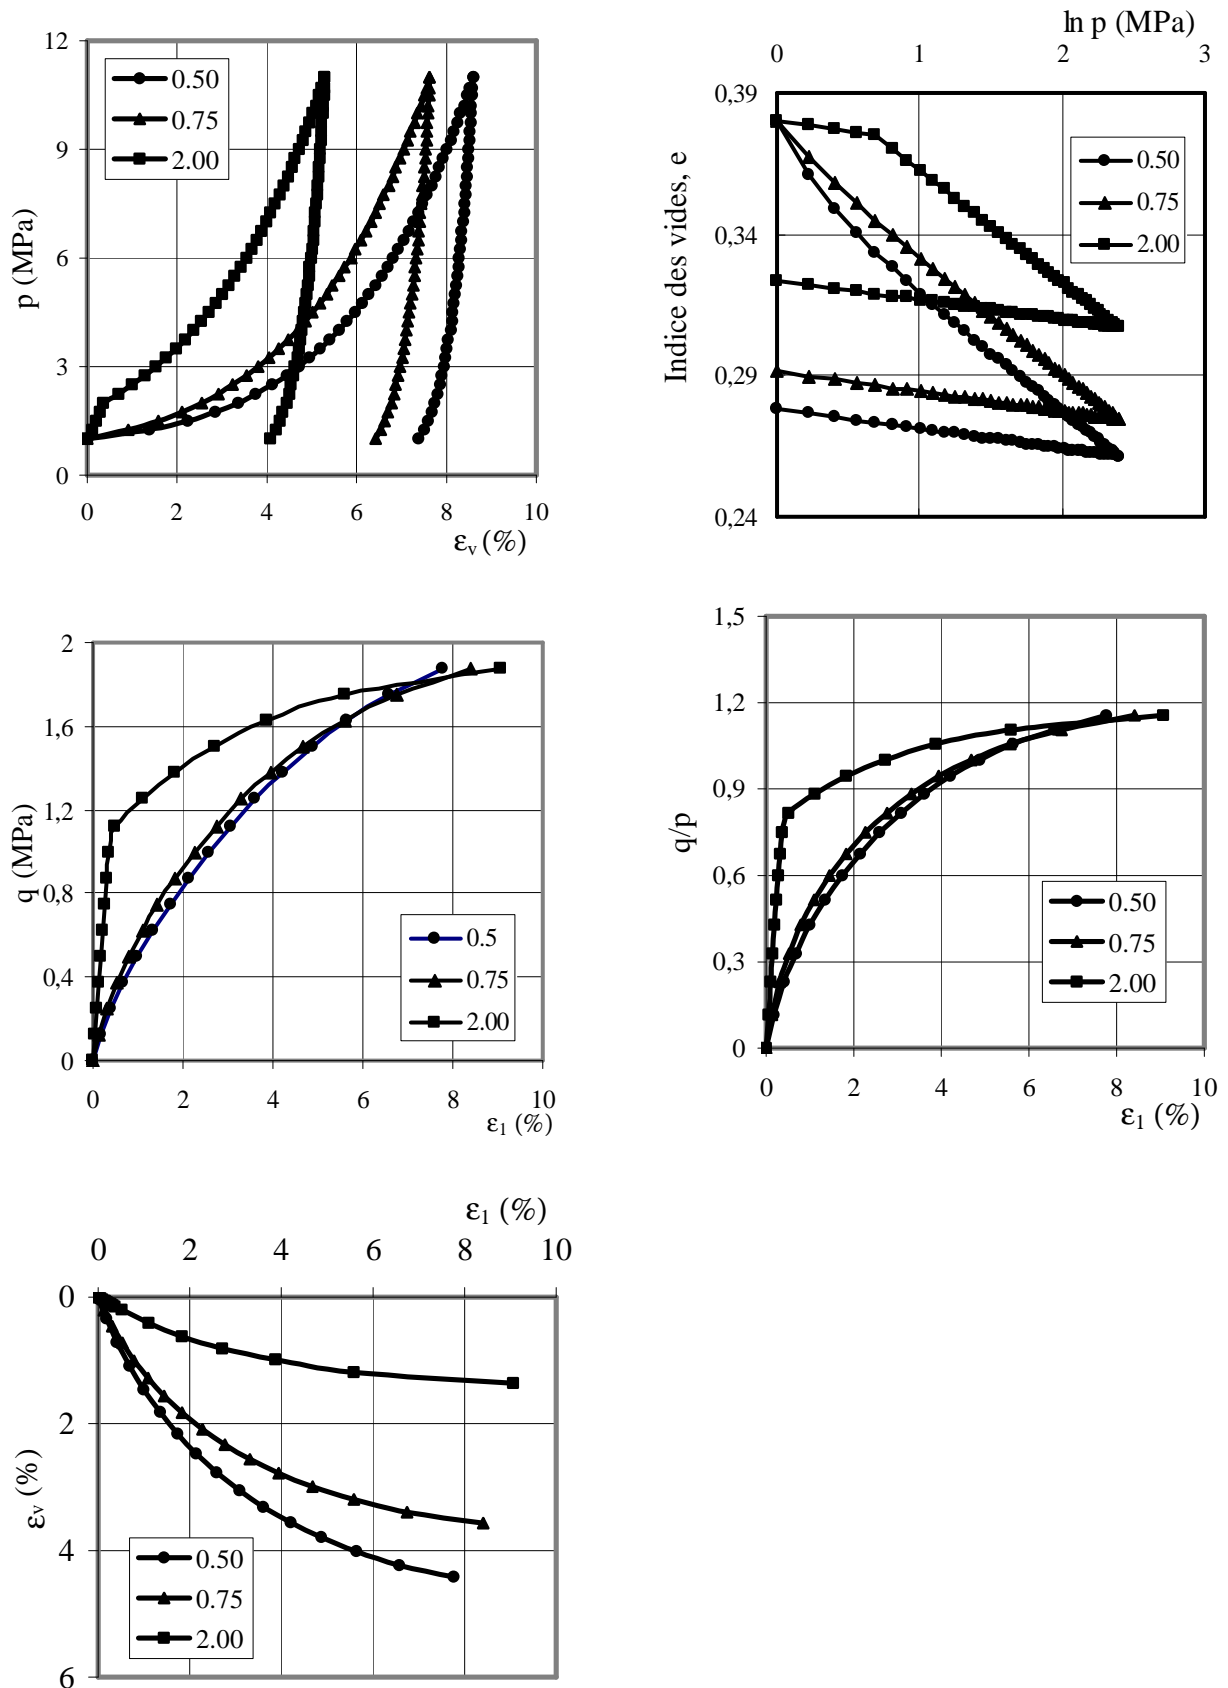 12
9
6
3
0
p (MPa)
0.50
0.75
2.00
0 2 4 6 8 10
εv (%)
ln p (MPa)
0 1 2 3
0,39
0,34
0,29
0,24
Indice des vides, e
0.50
0.75
2.00
2
1,6
1,2
0,8
0,4
0
q (MPa)
0.5
0.75
2.00
0 2 4 6 8 10
ε1 (%)
1,5
1,2
0,9
0,6
0,3
0
q/p
0.50
0.75
2.00
0 2 4 6 8 10
ε1 (%)
ε1 (%)
0 2 4 6 8 10
0
2
4
6
εv (%)
0.50
0.75
2.00